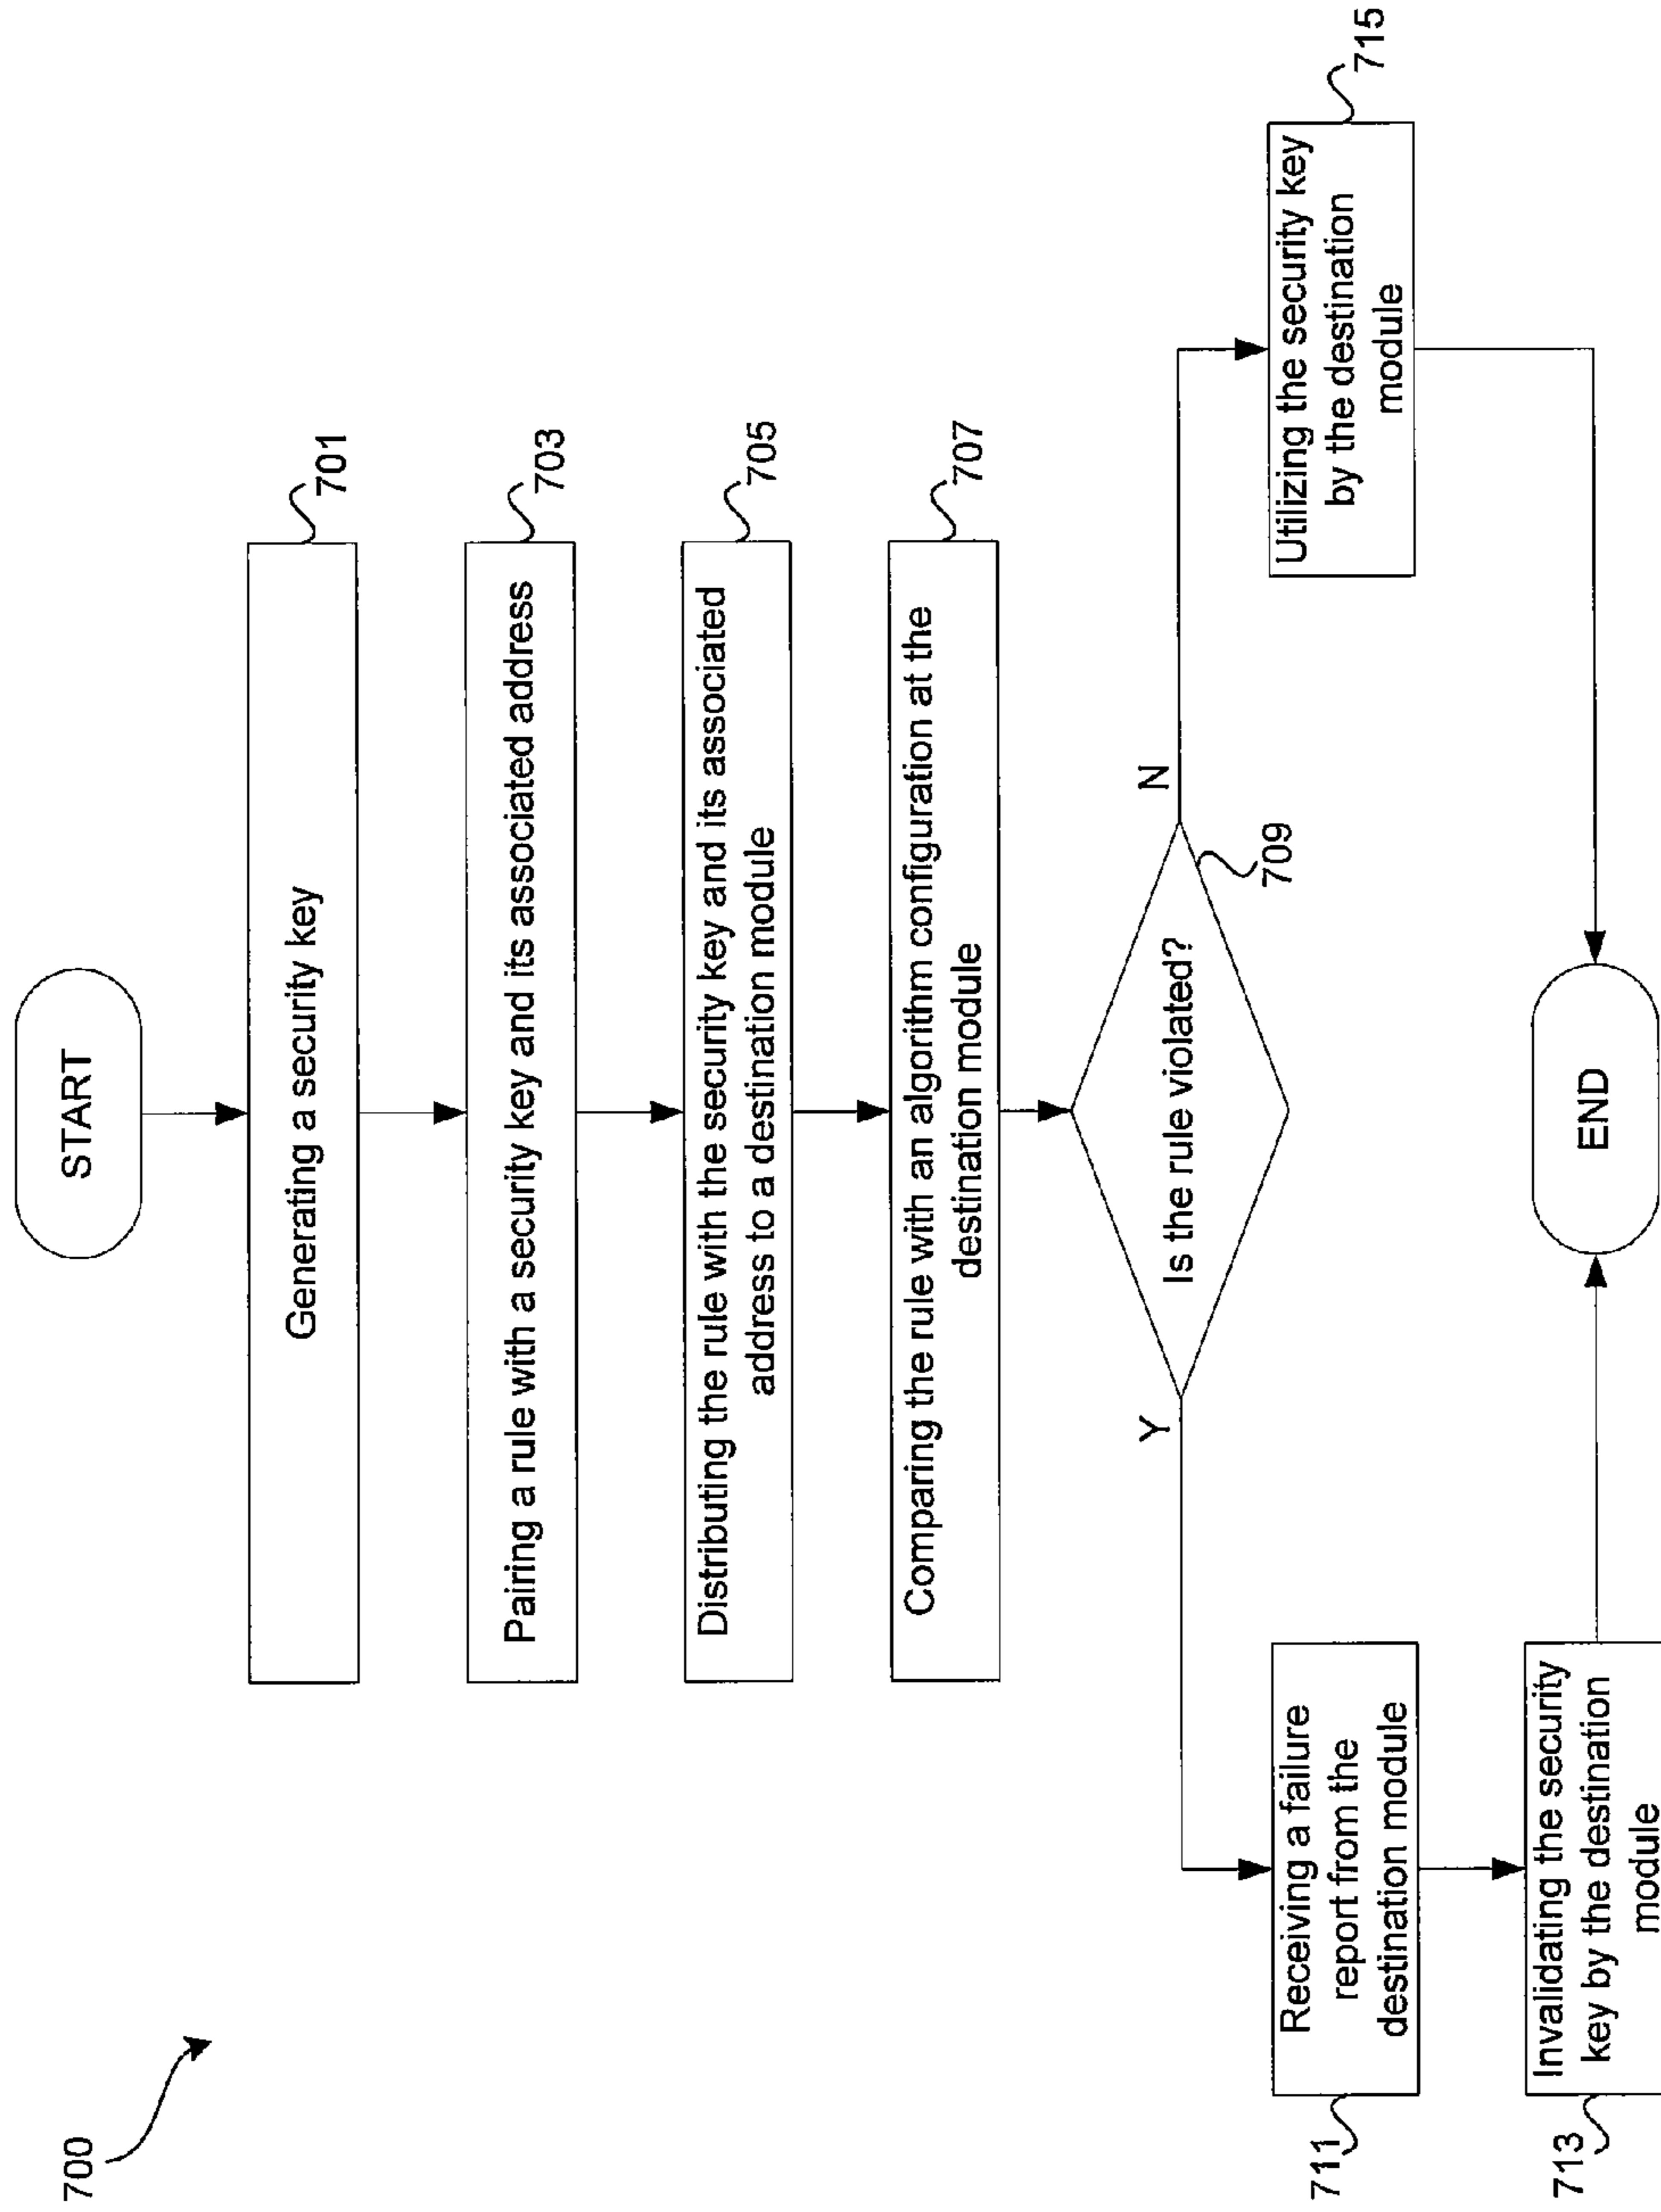 700
START
Generating a security key
701
Pairing a rule with a security key and its associated address
703
Distributing the rule with the security key and its associated
address to a destination module
705
Comparing the rule with an algorithm configuration at the
destination module
707
Is the rule violated?
709
Y
N
Receiving a failure
report from the
destination module
711
Utilizing the security key
by the destination
module
715
Invalidating the security
key by the destination
module
713
END